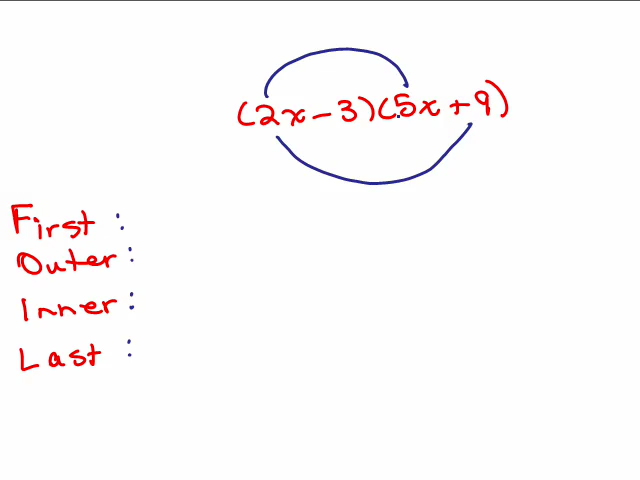 (2x-3)(5x+9)
First :
Outer :
Inner :
Last :